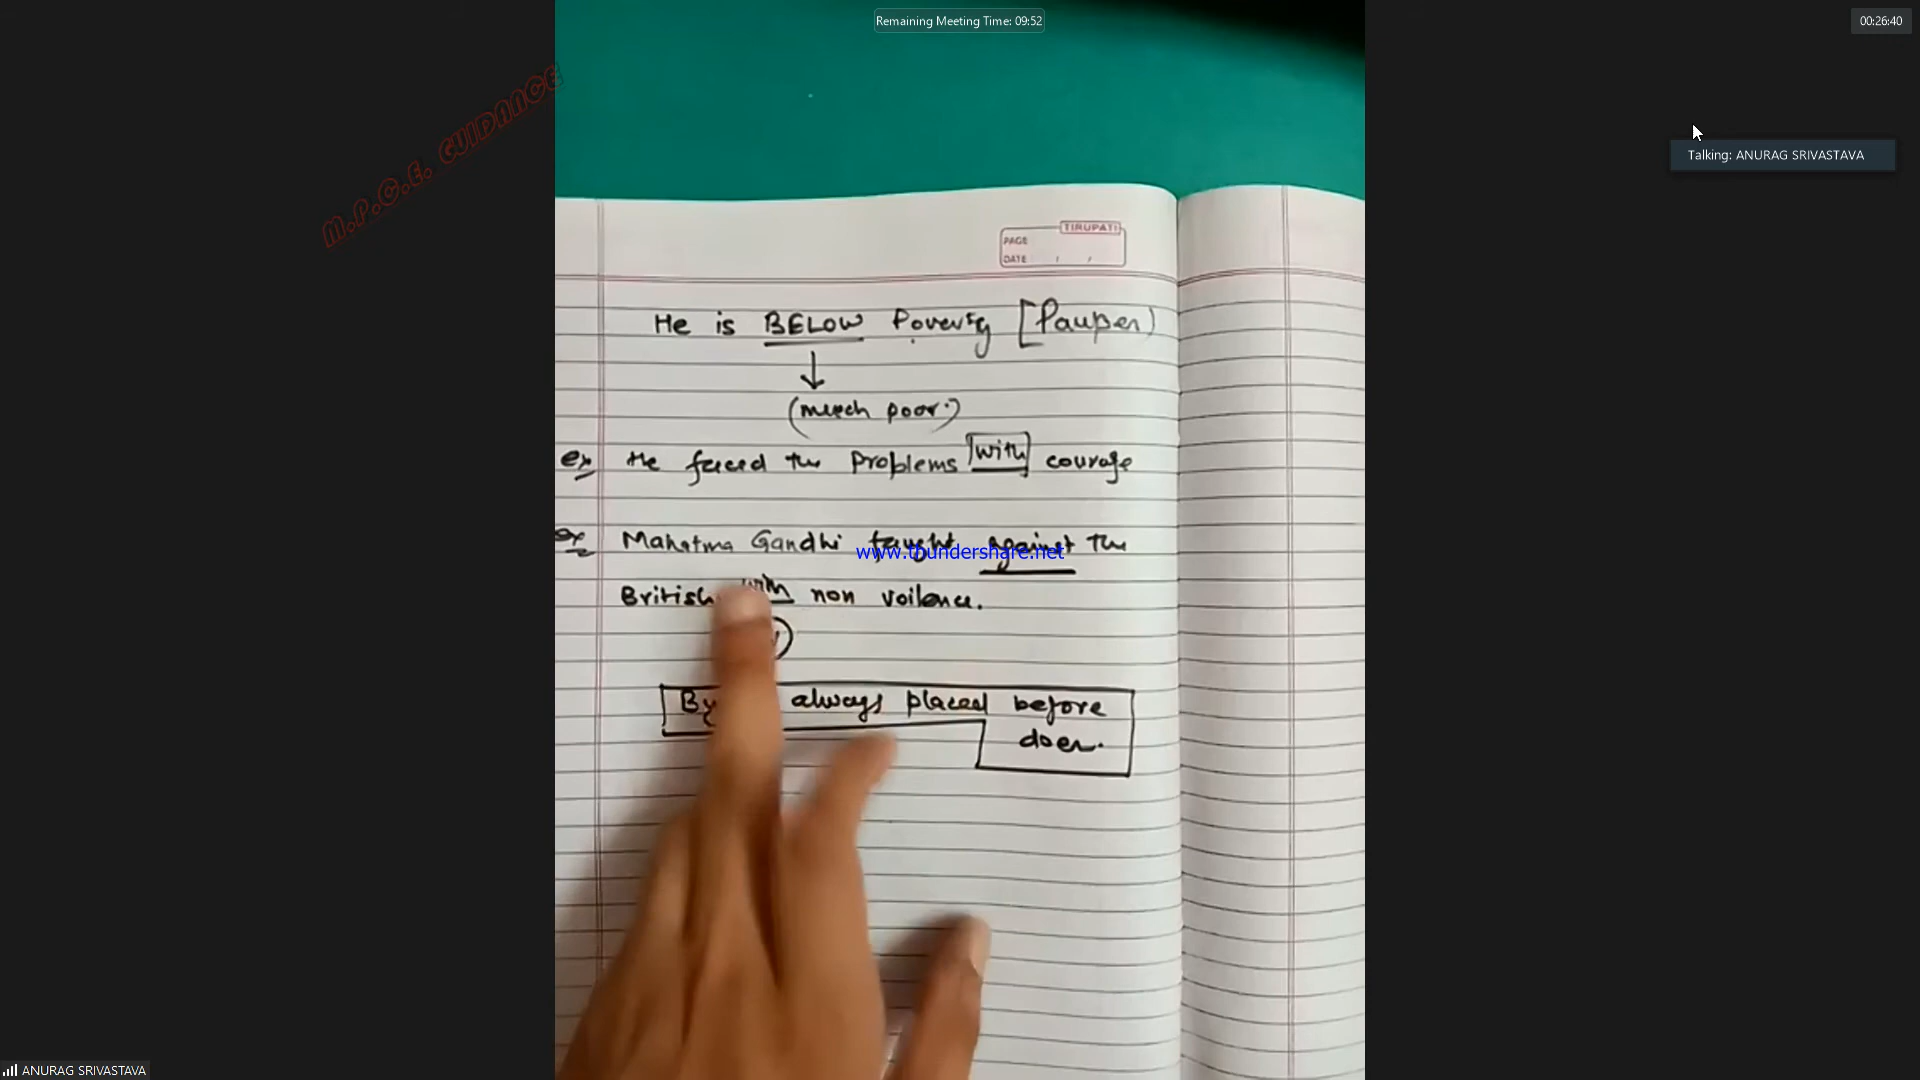 Remaining Meeting Time: 09:52
00:26:40
M.P.C.E. GUIDANCE
Talking: ANURAG SRIVASTAVA
TIRUPATI
PAGE
DATE / /
He is BELOW Poverty [Pauper)
(much poor.)
ex He faced the Problems with courage
ex Mahatma Gandhi against the
www.thundershare.net
British with non voilence.
By always placed before
doer.
ANURAG SRIVASTAVA